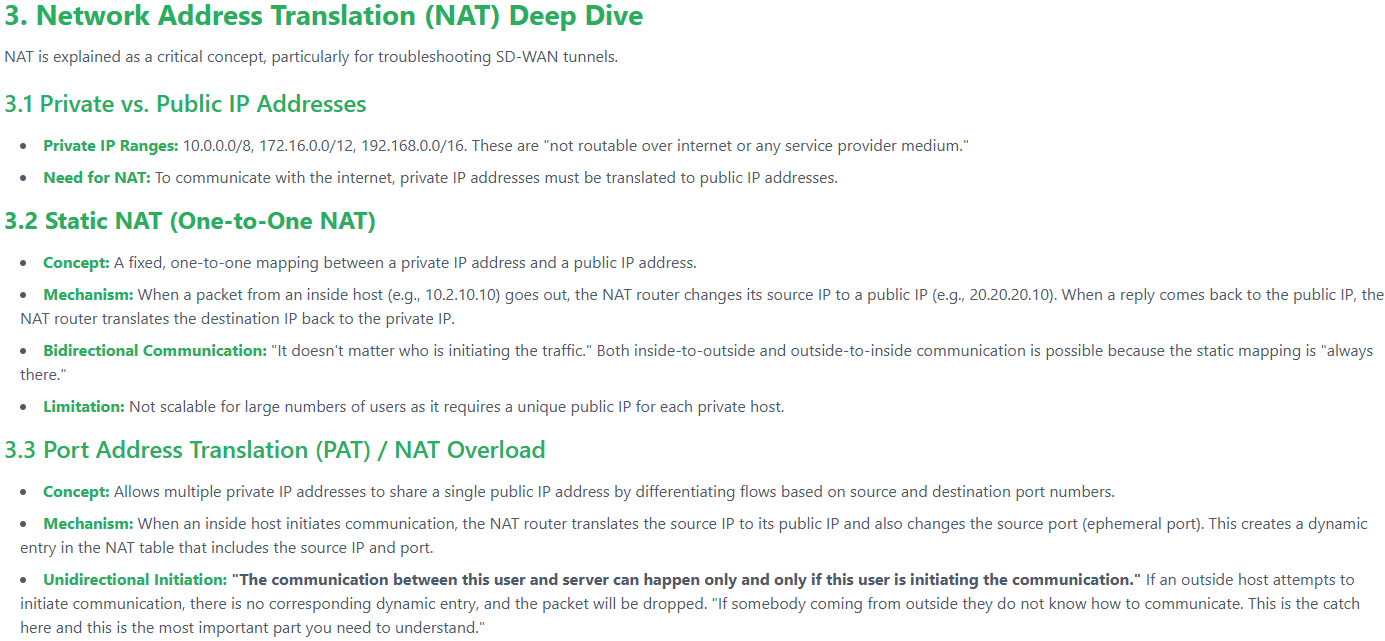 3. Network Address Translation (NAT) Deep Dive
NAT is explained as a critical concept, particularly for troubleshooting SD-WAN tunnels.
3.1 Private vs. Public IP Addresses
• Private IP Ranges: 10.0.0.0/8, 172.16.0.0/12, 192.168.0.0/16. These are "not routable over internet or any service provider medium."
• Need for NAT: To communicate with the internet, private IP addresses must be translated to public IP addresses.
3.2 Static NAT (One-to-One NAT)
• Concept: A fixed, one-to-one mapping between a private IP address and a public IP address.
• Mechanism: When a packet from an inside host (e.g., 10.2.10.10) goes out, the NAT router changes its source IP to a public IP (e.g., 20.20.20.10). When a reply comes back to the public IP, the
NAT router translates the destination IP back to the private IP.
• Bidirectional Communication: "It doesn't matter who is initiating the traffic." Both inside-to-outside and outside-to-inside communication is possible because the static mapping is "always
there."
• Limitation: Not scalable for large numbers of users as it requires a unique public IP for each private host.
3.3 Port Address Translation (PAT) / NAT Overload
• Concept: Allows multiple private IP addresses to share a single public IP address by differentiating flows based on source and destination port numbers.
• Mechanism: When an inside host initiates communication, the NAT router translates the source IP to its public IP and also changes the source port (ephemeral port). This creates a dynamic
entry in the NAT table that includes the source IP and port.
• Unidirectional Initiation: "The communication between this user and server can happen only and only if this user is initiating the communication." If an outside host attempts to
initiate communication, there is no corresponding dynamic entry, and the packet will be dropped. "If somebody coming from outside they do not know how to communicate. This is the catch
here and this is the most important part you need to understand."